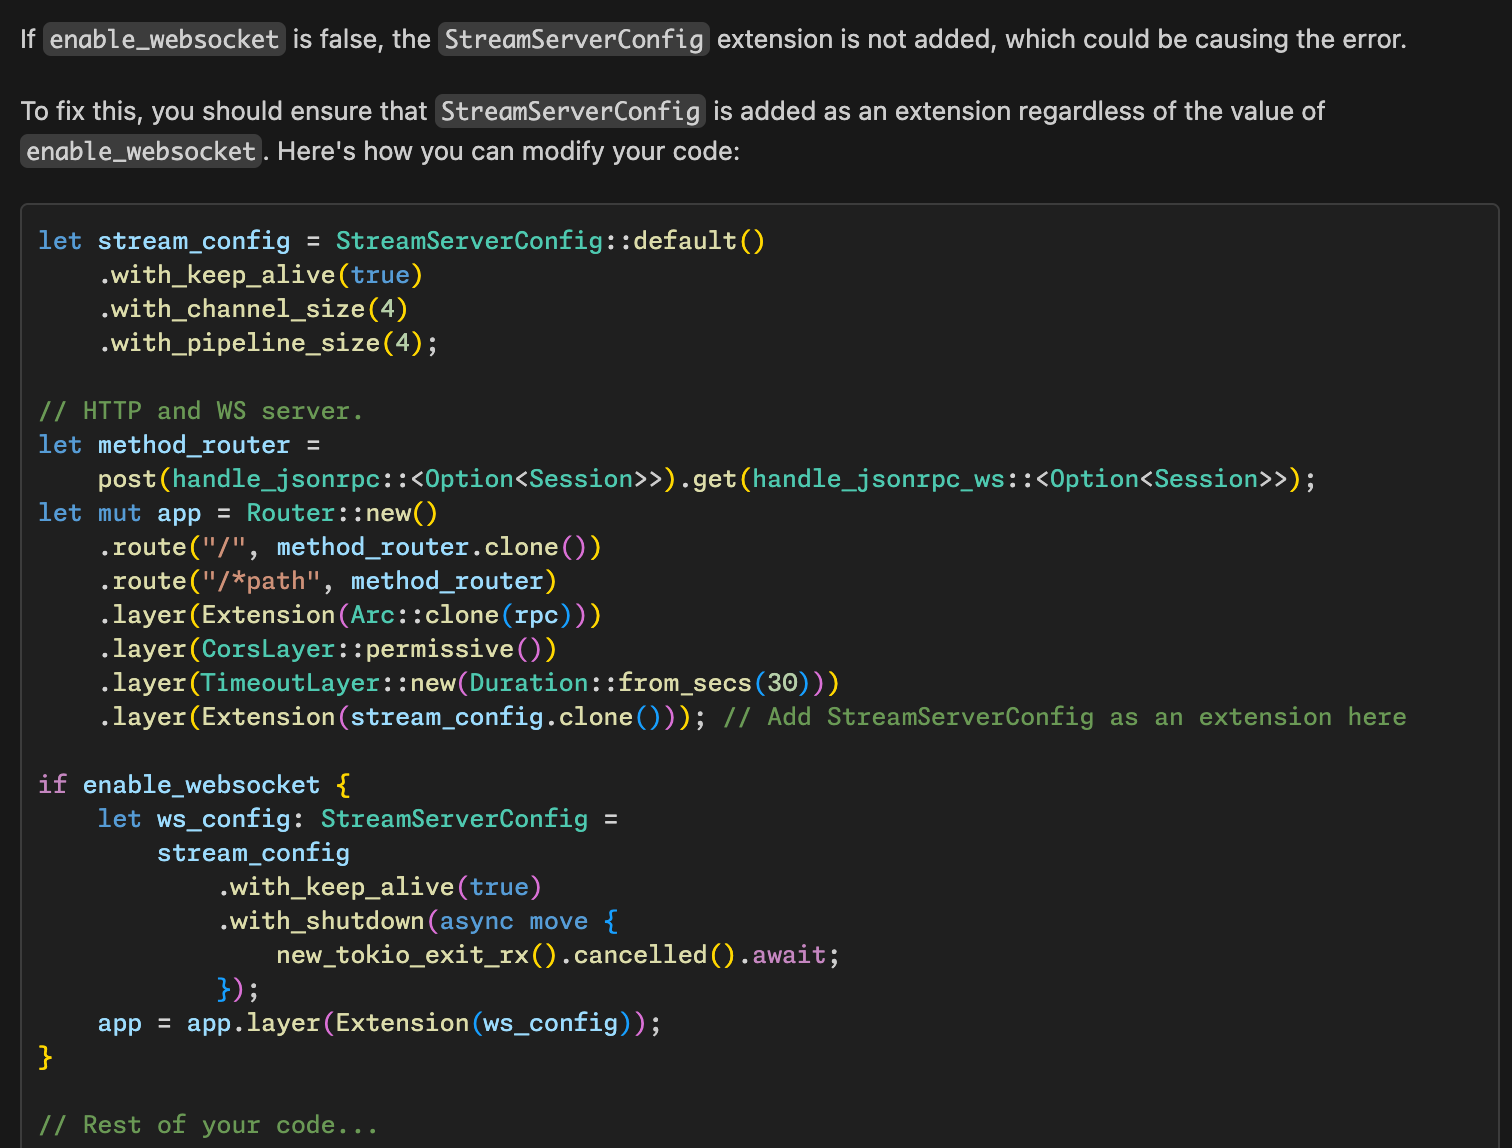 If enable_websocket is false, the StreamServerConfig extension is not added, which could be causing the error.
To fix this, you should ensure that StreamServerConfig is added as an extension regardless of the value of
enable_websocket. Here's how you can modify your code:
let stream_config = StreamServerConfig::default()
    .with_keep_alive(true)
    .with_channel_size(4)
    .with_pipeline_size(4);

// HTTP and WS server.
let method_router =
    post(handle_jsonrpc::<Option<Session>>).get(handle_jsonrpc_ws::<Option<Session>>);
let mut app = Router::new()
    .route("/", method_router.clone())
    .route("/*path", method_router)
    .layer(Extension(Arc::clone(rpc)))
    .layer(CorsLayer::permissive())
    .layer(TimeoutLayer::new(Duration::from_secs(30)))
    .layer(Extension(stream_config.clone())); // Add StreamServerConfig as an extension here

if enable_websocket {
    let ws_config: StreamServerConfig =
        stream_config
            .with_keep_alive(true)
            .with_shutdown(async move {
                new_tokio_exit_rx().cancelled().await;
            });
    app = app.layer(Extension(ws_config));
}

// Rest of your code...